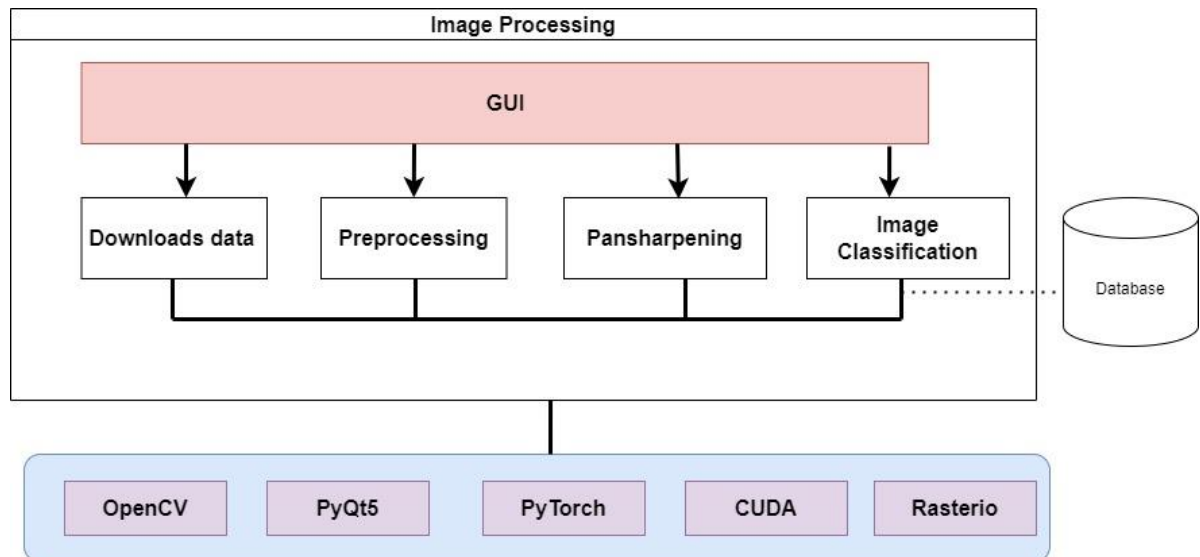 Image Processing
GUI
Downloads data
Preprocessing
Pansharpening
Image
Classification
Database
OpenCV
PyQt5
PyTorch
CUDA
Rasterio